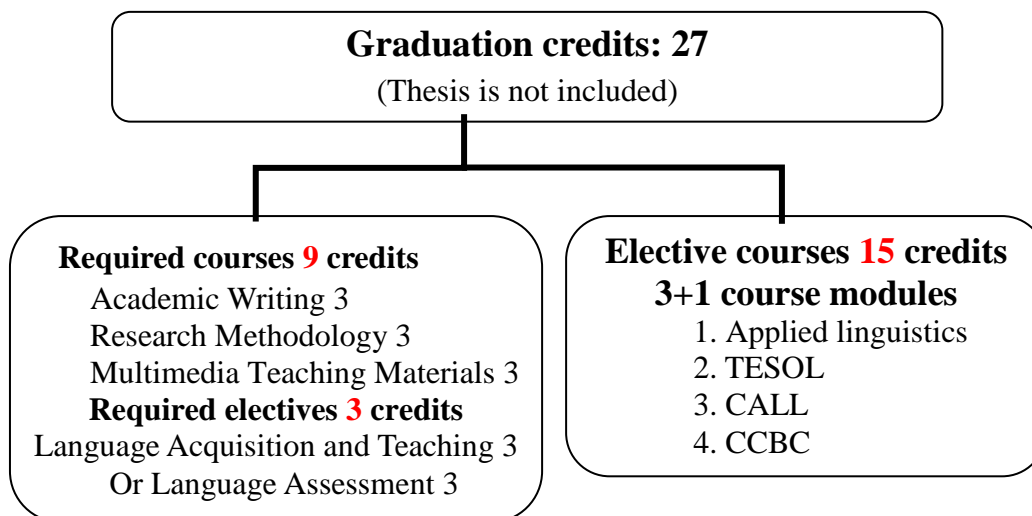 Graduation credits: 27
(Thesis is not included)
Required courses 9 credits
Academic Writing 3
Research Methodology 3
Multimedia Teaching Materials 3
Required electives 3 credits
Language Acquisition and Teaching 3
Or Language Assessment 3
Elective courses 15 credits
3+1 course modules
1. Applied linguistics
2. TESOL
3. CALL
4. CCBC